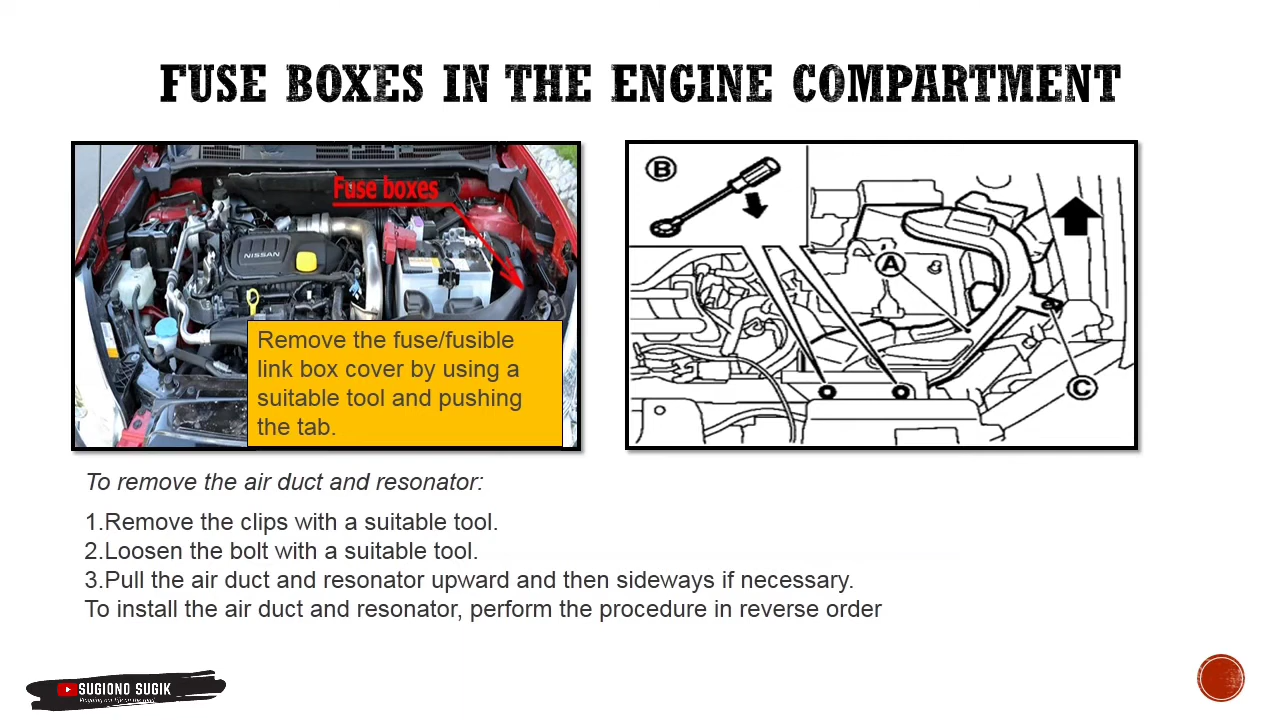 FUSE BOXES IN THE ENGINE COMPARTMENT
Fuse boxes
NISSAN
Remove the fuse/fusible
link box cover by using a
suitable tool and pushing
the tab.
B
A
C
To remove the air duct and resonator:
1.Remove the clips with a suitable tool.
2.Loosen the bolt with a suitable tool.
3.Pull the air duct and resonator upward and then sideways if necessary.
To install the air duct and resonator, perform the procedure in reverse order
SUGIONO SUGIK